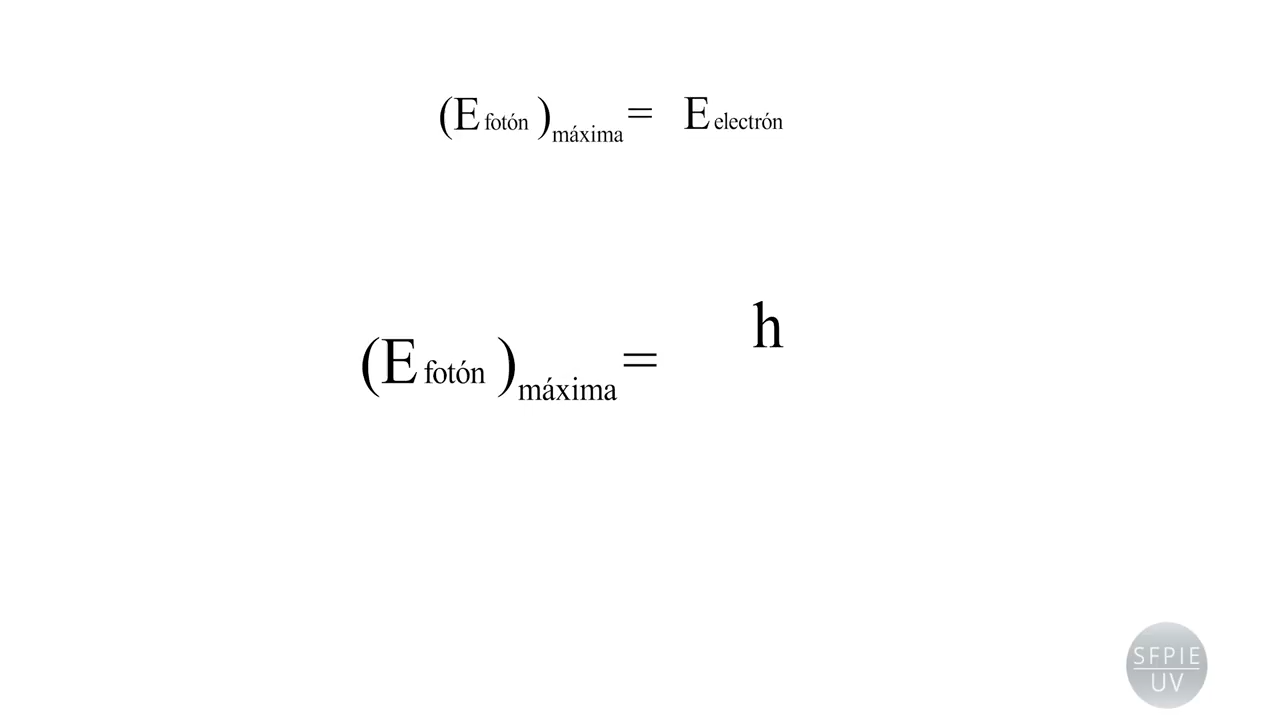 (E fotón )máxima = E electrón
h
(E fotón )máxima =
SFPIE
UV